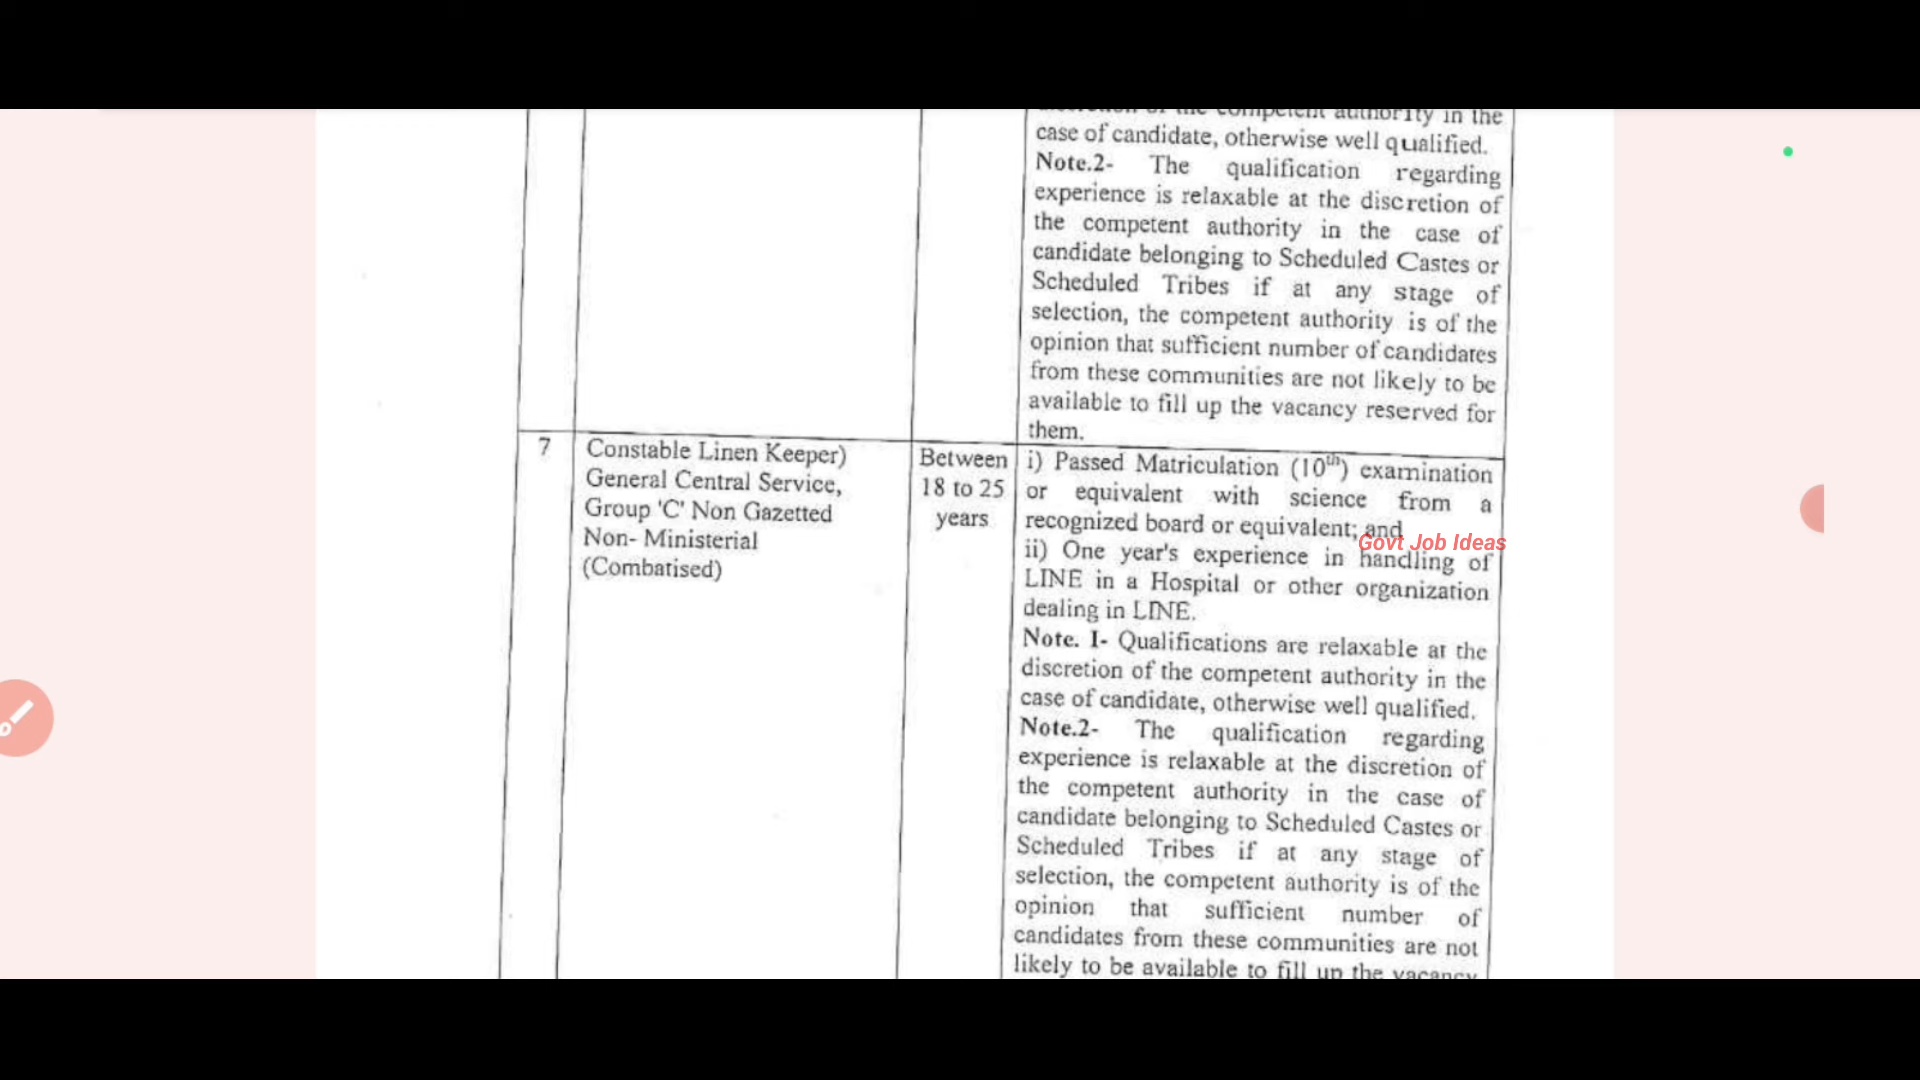 competent authority in the
case of candidate, otherwise well qualified.
Note.2- The qualification regarding
experience is relaxable at the discretion of
the competent authority in the case of
candidate belonging to Scheduled Castes or
Scheduled Tribes if at any stage of
selection, the competent authority is of the
opinion that sufficient number of candidates
from these communities are not likely to be
available to fill up the vacancy reserved for
them.
7
Constable Linen Keeper)
General Central Service,
Group 'C' Non Gazetted
Non- Ministerial
(Combatised)
Between
18 to 25
years
i) Passed Matriculation (10th) examination
or equivalent with science from a
recognized board or equivalent; and
ii) One year's experience in handling of
LINE in a Hospital or other organization
dealing in LINE.
Note. I- Qualifications are relaxable at the
discretion of the competent authority in the
case of candidate, otherwise well qualified.
Note.2- The qualification regarding
experience is relaxable at the discretion of
the competent authority in the case of
candidate belonging to Scheduled Castes or
Scheduled Tribes if at any stage of
selection, the competent authority is of the
opinion that sufficient number of
candidates from these communities are not
likely to be available to fill up the vacancy
Govt Job Ideas